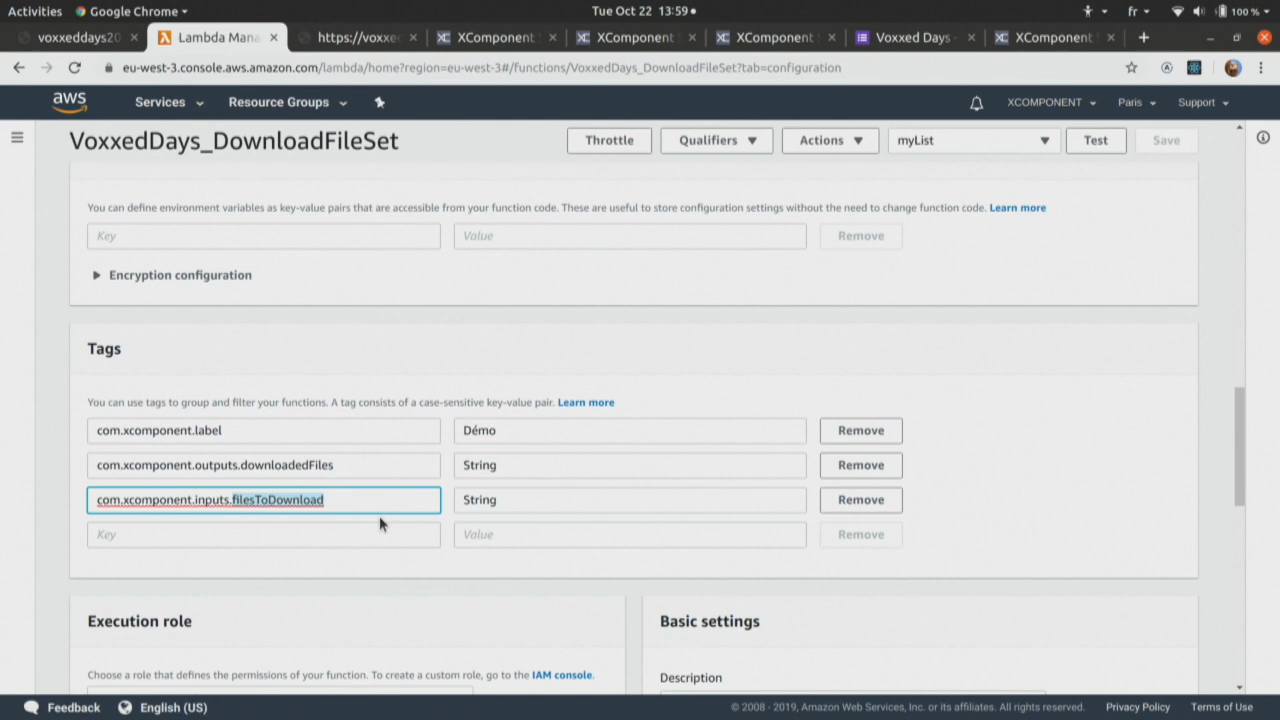 Activities Google Chrome Tue Oct 22 13:59 fr 100 %
voxxeddays20 Lambda Man https://voxxe XComponent XComponent XComponent Voxxed Days - XComponent
eu-west-3.console.aws.amazon.com/lambda/home?region=eu-west-3#/functions/VoxxedDays_DownloadFileSet?tab=configuration
aws Services Resource Groups XCOMPONENT Paris Support
VoxxedDays_DownloadFileSet Throttle Qualifiers Actions myList Test Save
You can define environment variables as key-value pairs that are accessible from your function code. These are useful to store configuration settings without the need to change function code. Learn more
Key Value Remove
Encryption configuration
Tags
You can use tags to group and filter your functions. A tag consists of a case-sensitive key-value pair. Learn more
com.xcomponent.label Démo Remove
com.xcomponent.outputs.downloadedFiles String Remove
com.xcomponent.inputs.filesToDownload String Remove
Key Value Remove
Execution role Basic settings
Choose a role that defines the permissions of your function. To create a custom role, go to the IAM console.
Description
Feedback English (US) © 2008 - 2019, Amazon Web Services, Inc. or its affiliates. All rights reserved. Privacy Policy Terms of Use